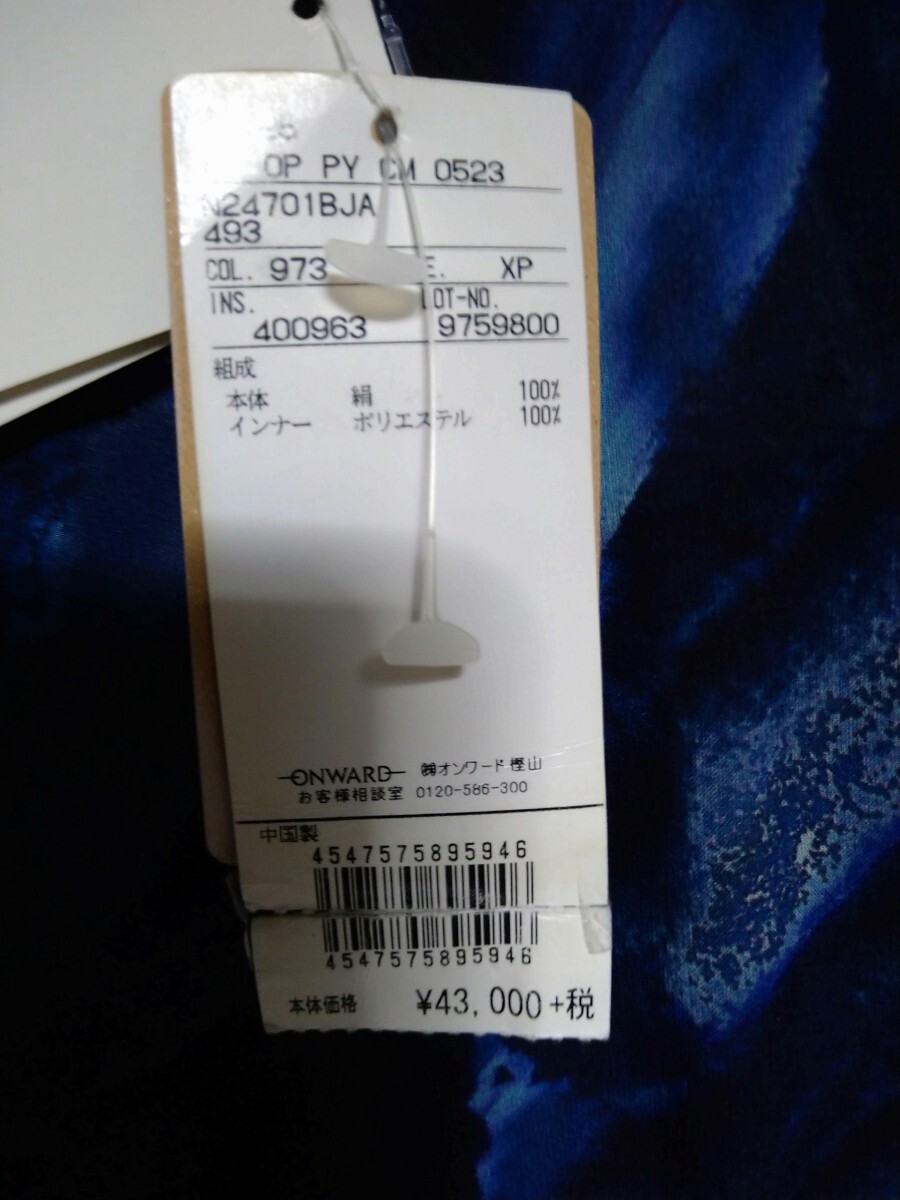 OP PY CM 0523
N24701BJA
493
COL. 973 E. XP
INS. LOT-NO.
400963 9759800
組成
本体 絹 100%
インナー ポリエステル 100%
ONWARD ㈱オンワード樫山
お客様相談室 0120-586-300
中国製
4547575895946
4547575895946
本体価格 ¥43,000+税